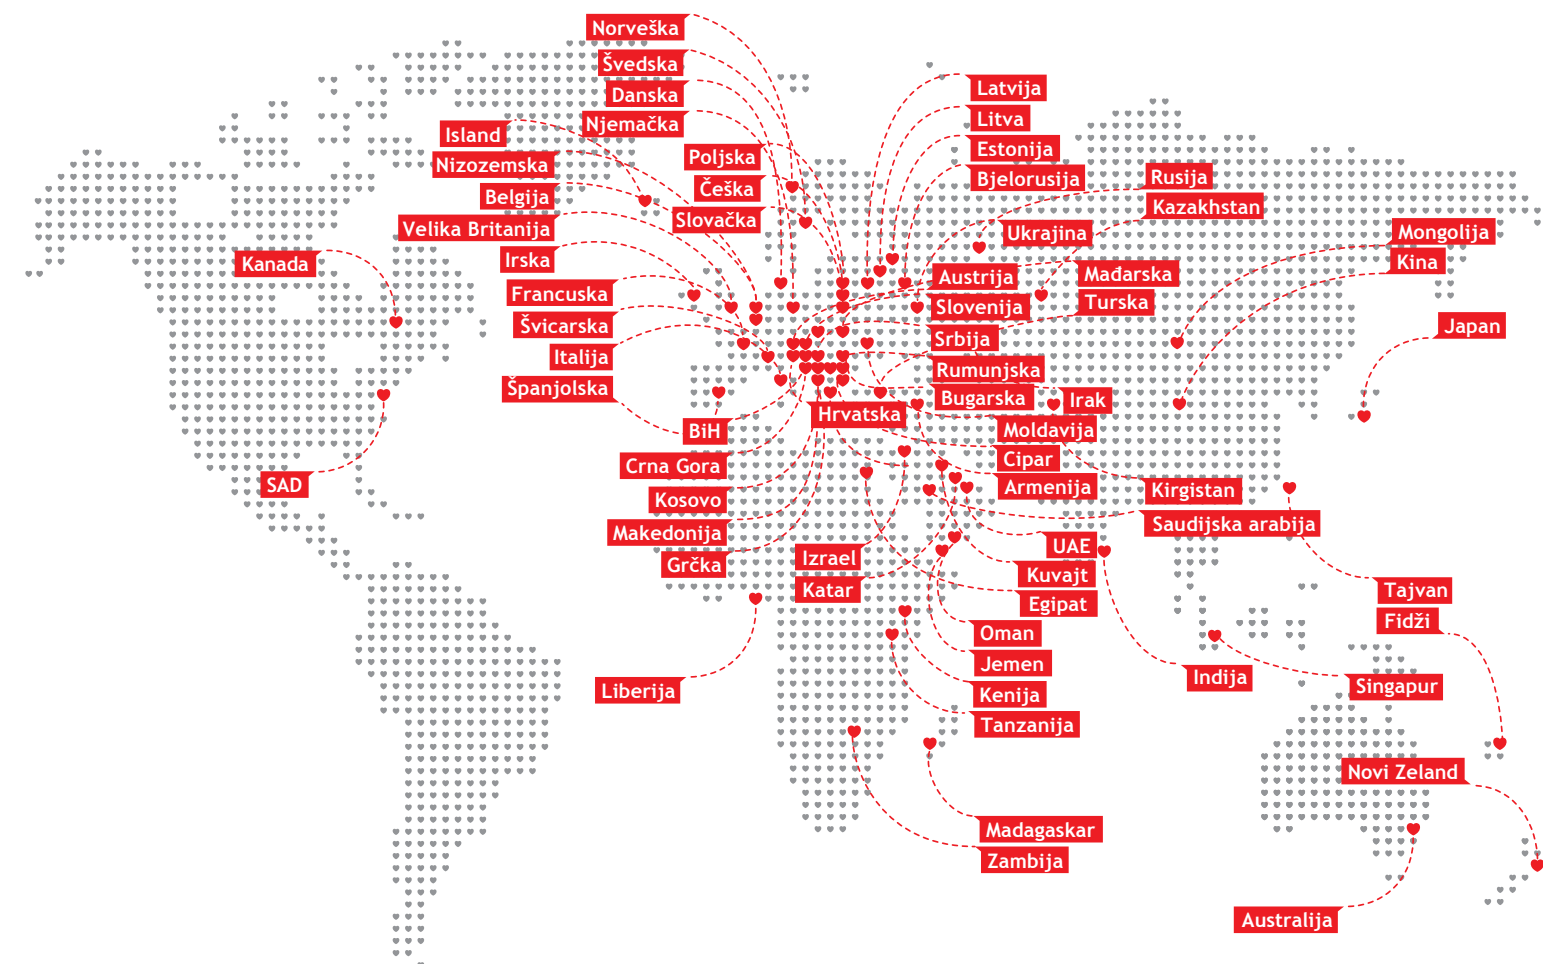 Norveška
Švedska
Danska
Njemačka
Island
Nizozemska
Belgija
Velika Britanija
Irska
Francuska
Švicarska
Italija
Španjolska
Kanada
SAD
Poljska
Češka
Slovačka
Latvija
Litva
Estonija
Bjelorusija
Rusija
Kazakhstan
Ukrajina
Austrija
Mađarska
Slovenija
Turska
Srbija
Rumunjska
Bugarska
Irak
Hrvatska
Moldavija
Cipar
Armenija
Mongolija
Kina
Japan
BiH
Crna Gora
Kosovo
Makedonija
Grčka
Izrael
Katar
Kirgistan
Saudijska arabija
UAE
Kuvajt
Egipat
Oman
Jemen
Kenija
Tanzanija
Liberija
Tajvan
Fidži
Indija
Singapur
Novi Zeland
Madagaskar
Zambija
Australija